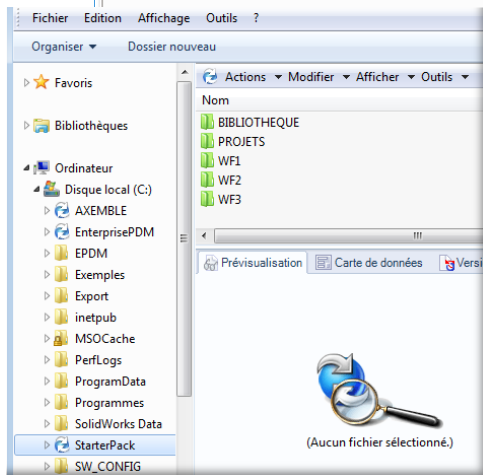 Fichier Edition Affichage Outils ?
Organiser Dossier nouveau
Favoris
Bibliothèques
Ordinateur
Disque local (C:)
AXEMBLE
EnterprisePDM
EPDM
Exemples
Export
inetpub
MSOCache
PerfLogs
ProgramData
Programmes
SolidWorks Data
StarterPack
SW_CONFIG
Actions Modifier Afficher Outils
Nom
BIBLIOTHEQUE
PROJETS
WF1
WF2
WF3
Prévisualisation Carte de données Versi
(Aucun fichier sélectionné.)